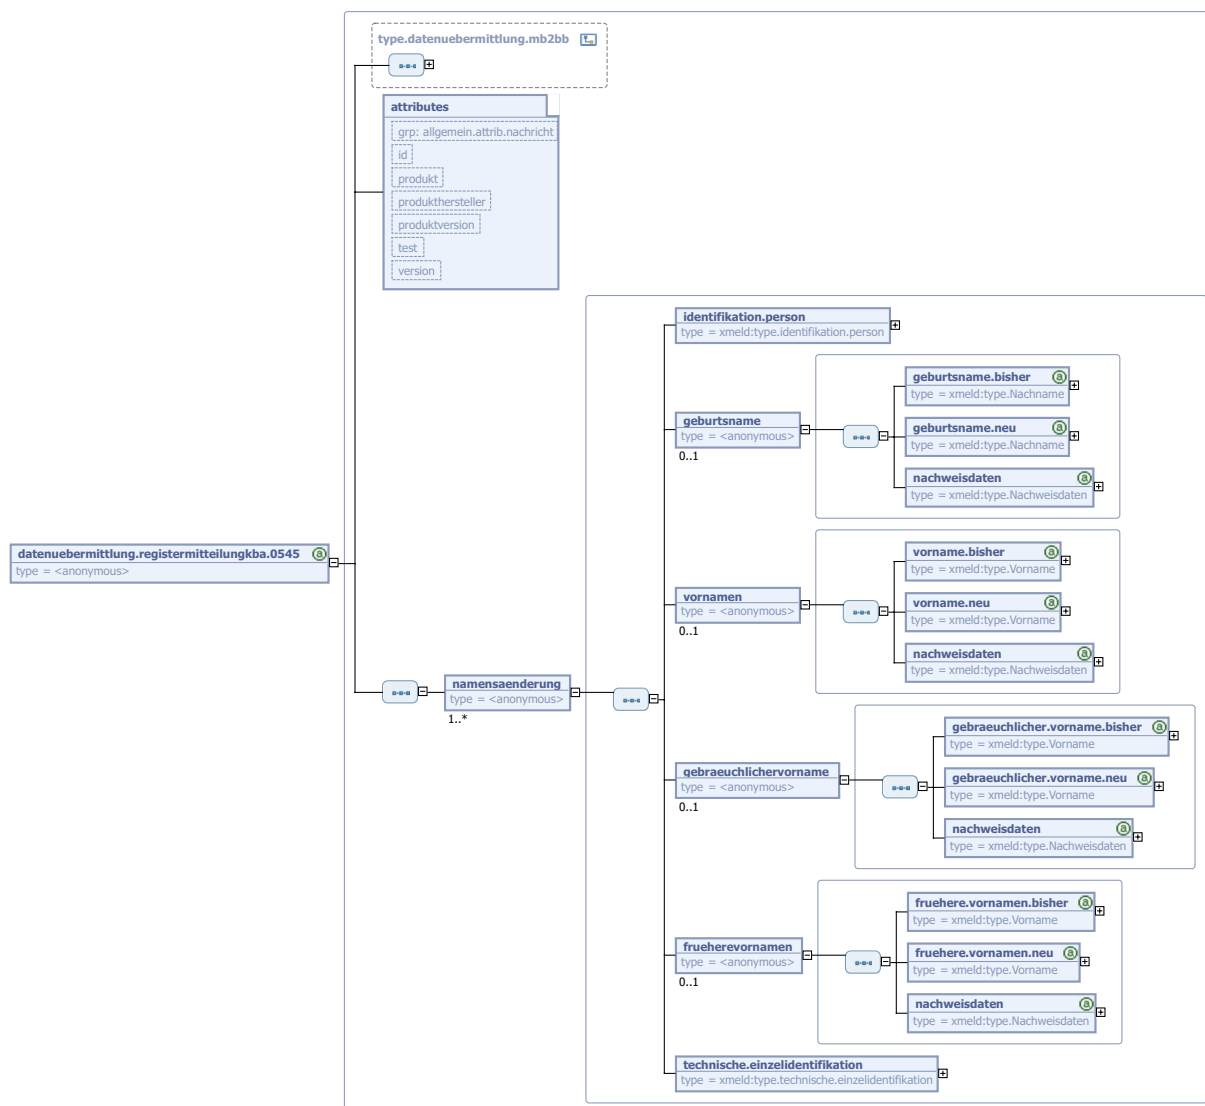 type.datenuebermittlung.mb2bb
attributes
grp: allgemein.attrib.nachricht
id
produkt
produkthersteller
produktversion
test
version
identifikation.person
type = xmeld:type.identifikation.person
geburtsname.bisher a
type = xmeld:type.Nachname
geburtsname
type = <anonymous>
0..1
geburtsname.neu a
type = xmeld:type.Nachname
nachweisdaten a
type = xmeld:type.Nachweisdaten
datenuebermittlung.registermitteilungkba.0545 a
type = <anonymous>
vorname.bisher a
type = xmeld:type.Vorname
vornamen
type = <anonymous>
0..1
vorname.neu a
type = xmeld:type.Vorname
nachweisdaten a
type = xmeld:type.Nachweisdaten
namensaenderung
type = <anonymous>
1..*
gebraeuchlicher.vorname.bisher a
type = xmeld:type.Vorname
gebraeuchlichervorname
type = <anonymous>
0..1
gebraeuchlicher.vorname.neu a
type = xmeld:type.Vorname
nachweisdaten a
type = xmeld:type.Nachweisdaten
fruehere.vornamen.bisher a
type = xmeld:type.Vorname
frueherevornamen
type = <anonymous>
0..1
fruehere.vornamen.neu a
type = xmeld:type.Vorname
nachweisdaten a
type = xmeld:type.Nachweisdaten
technische.einzelidentifikation
type = xmeld:type.technische.einzelidentifikation